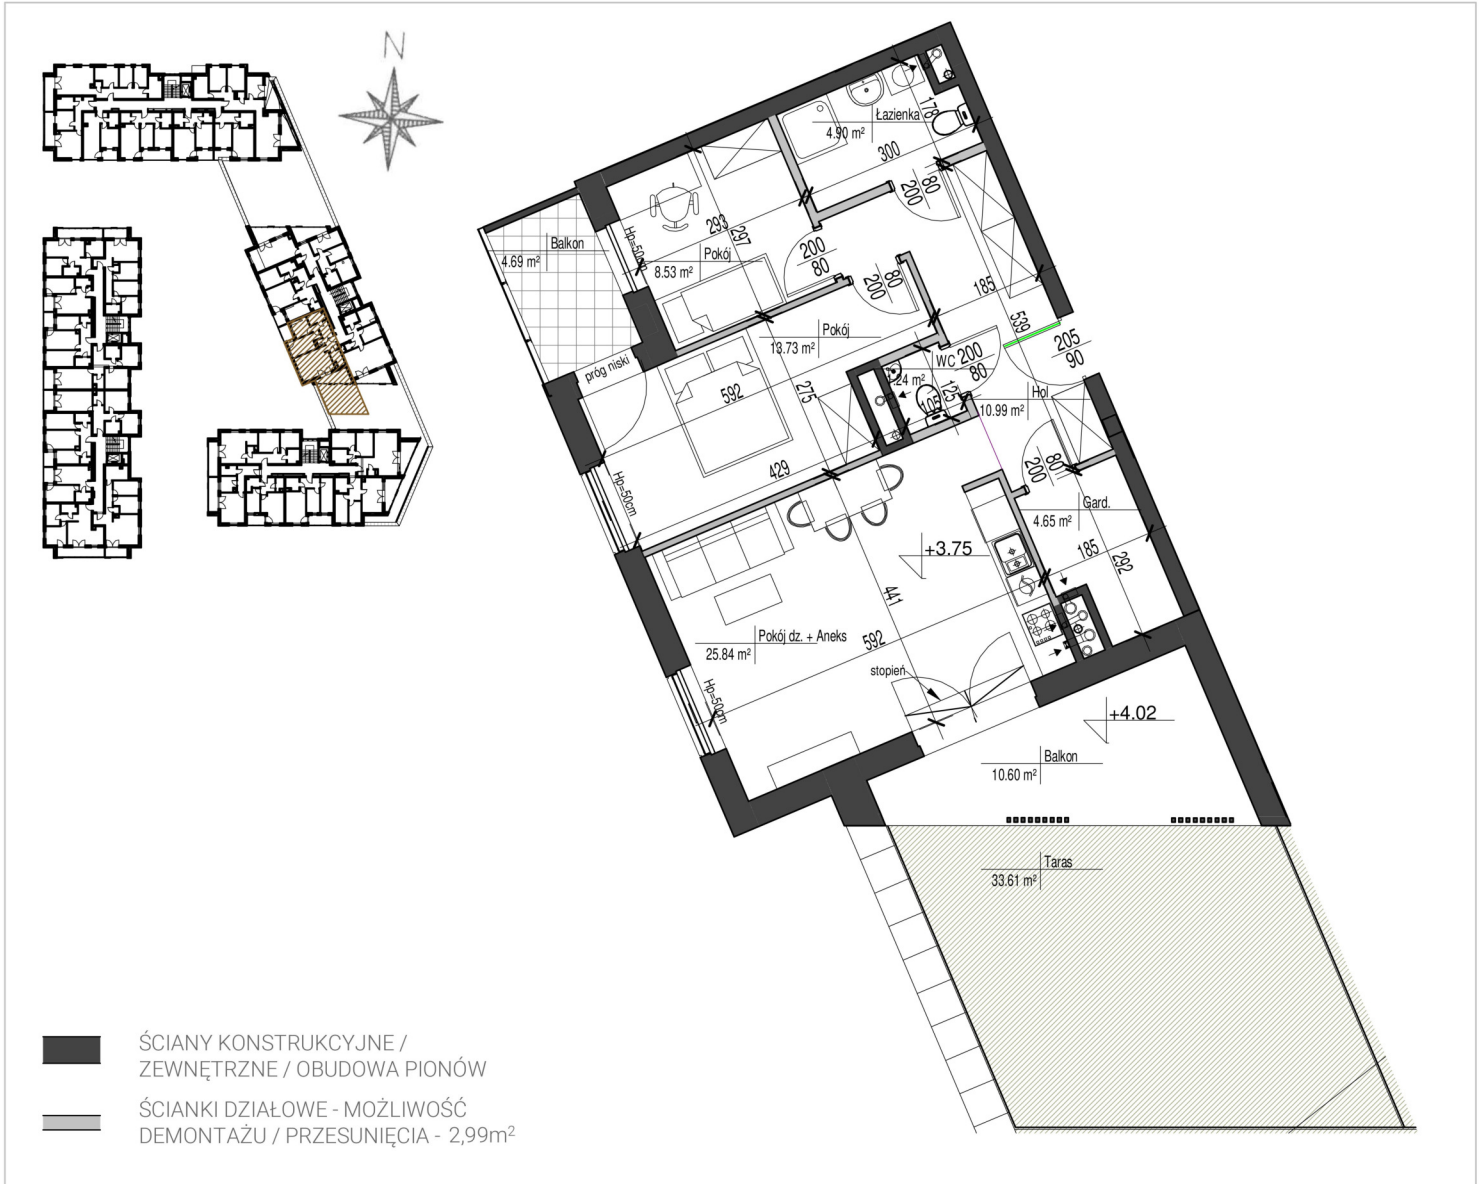 N
Łazienka
4.90 m²
178
300
80
200
Balkon
4.69 m²
Hp=50cm
293
297
Pokój
8.53 m²
200
80
80
200
185
539
205
90
Pokój
13.73 m²
próg niski
592
275
WC
.24 m²
200
80
105
125
Hol
10.99 m²
80
200
429
Hp=50cm
Gard.
4.65 m²
185
292
+3.75
441
592
Pokój dz. + Aneks
25.84 m²
stopień
Hp=50cm
+4.02
Balkon
10.60 m²
Taras
33.61 m²
ŚCIANY KONSTRUKCYJNE /
ZEWNĘTRZNE / OBUDOWA PIONÓW
ŚCIANKI DZIAŁOWE - MOŻLIWOŚĆ
DEMONTAŻU / PRZESUNIĘCIA - 2,99m²